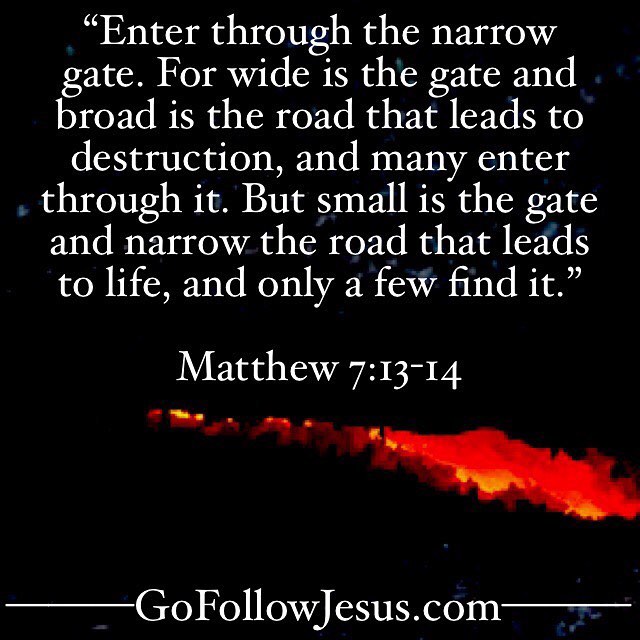 “Enter through the narrow
gate. For wide is the gate and
broad is the road that leads to
destruction, and many enter
through it. But small is the gate
and narrow the road that leads
to life, and only a few find it.”
Matthew 7:13-14
GoFollowJesus.com